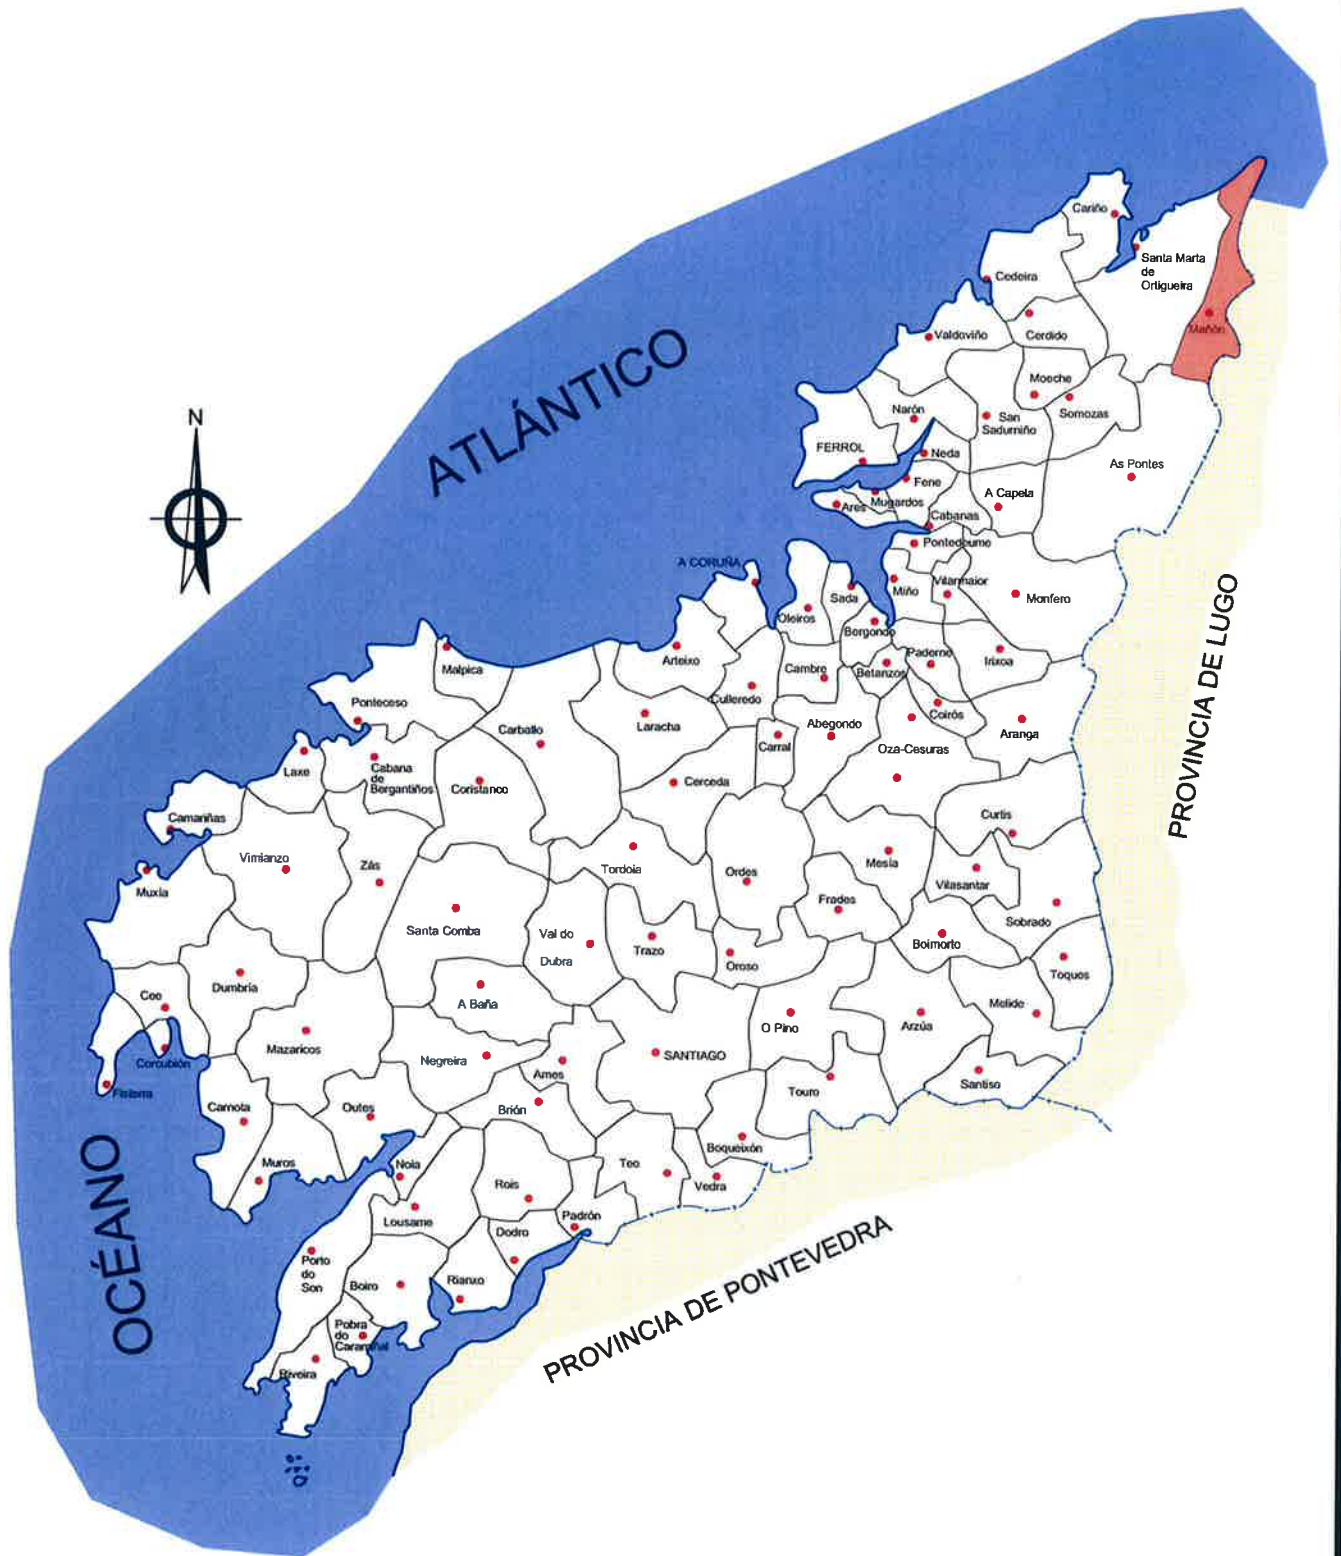 Cariño
Santa Marta
de
Ortigueira
Cedeira
Mañón
Valdoviño
Cerdido
Moeche
Somozas
Narón
San
Sadurniño
FERROL
Neda
As Pontes
Fene
A Capela
Mugardos
Ares
Cabanas
Pontedeume
N
ATLÁNTICO
A CORUÑA
Sada
Miño
Vilarmaior
Monfero
Oleiros
Bergondo
PROVINCIA DE LUGO
Arteixo
Cambre
Betanzos
Paderne
Irixoa
Malpica
Ponteceso
Culleredo
Coirós
Carballo
Laracha
Abegondo
Aranga
Carral
Oza-Cesuras
Laxe
Cabana
de
Bergantiños
Coristanco
Cerceda
Camariñas
Curtis
Vimianzo
Zás
Tordoia
Ordes
Mesía
Muxía
Vilasantar
Frades
Sobrado
Santa Comba
Val do
Dubra
Trazo
Boimorto
Oroso
Toques
Cee
Dumbría
A Baña
Melide
Mazaricos
O Pino
Arzúa
Corcubión
Negreira
SANTIAGO
Ames
Fisterra
Touro
Santiso
Carnota
Outes
Brión
OCÉANO
Muros
Noia
Boqueixón
Teo
Vedra
Rois
Lousame
Padrón
Dodro
Porto
do
Son
Boiro
Rianxo
PROVINCIA DE PONTEVEDRA
Pobra
do
Caramiñal
Riveira